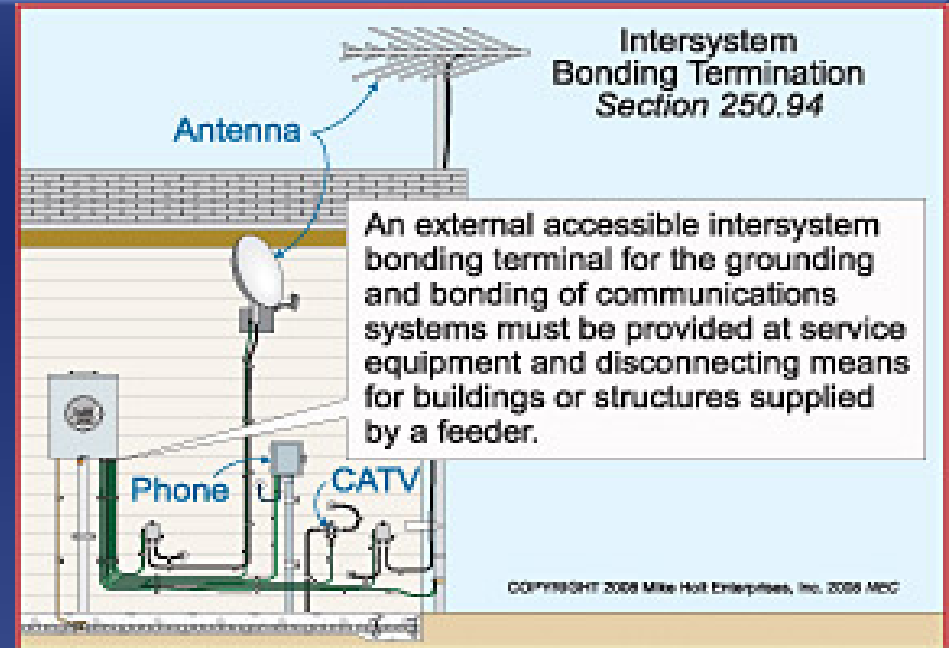 Intersystem
Bonding Termination
Section 250.94
Antenna
An external accessible intersystem
bonding terminal for the grounding
and bonding of communications
systems must be provided at service
equipment and disconnecting means
for buildings or structures supplied
by a feeder.
Phone
CATV
COPYRIGHT 2008 Mike Holt Enterprises, Inc. 2008 NEC